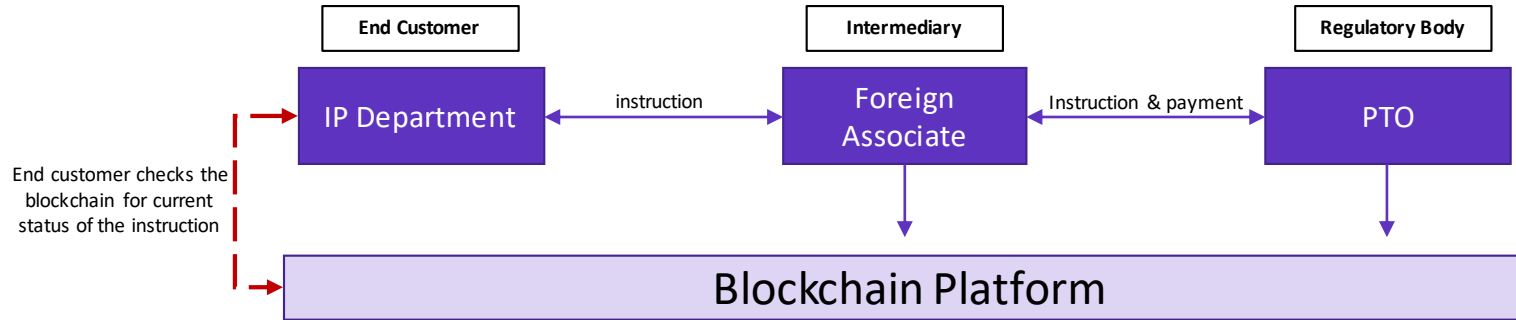 End Customer
Intermediary
Regulatory Body
IP Department
instruction
Foreign
Associate
Instruction & payment
PTO
End customer checks the
blockchain for current
status of the instruction
Blockchain Platform